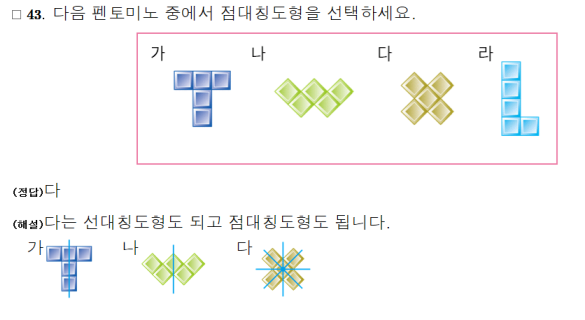 □ 43. 다음 펜토미노 중에서 점대칭도형을 선택하세요.
가 나 다 라
(정답)다
(해설)다는 선대칭도형도 되고 점대칭도형도 됩니다.
가 나 다